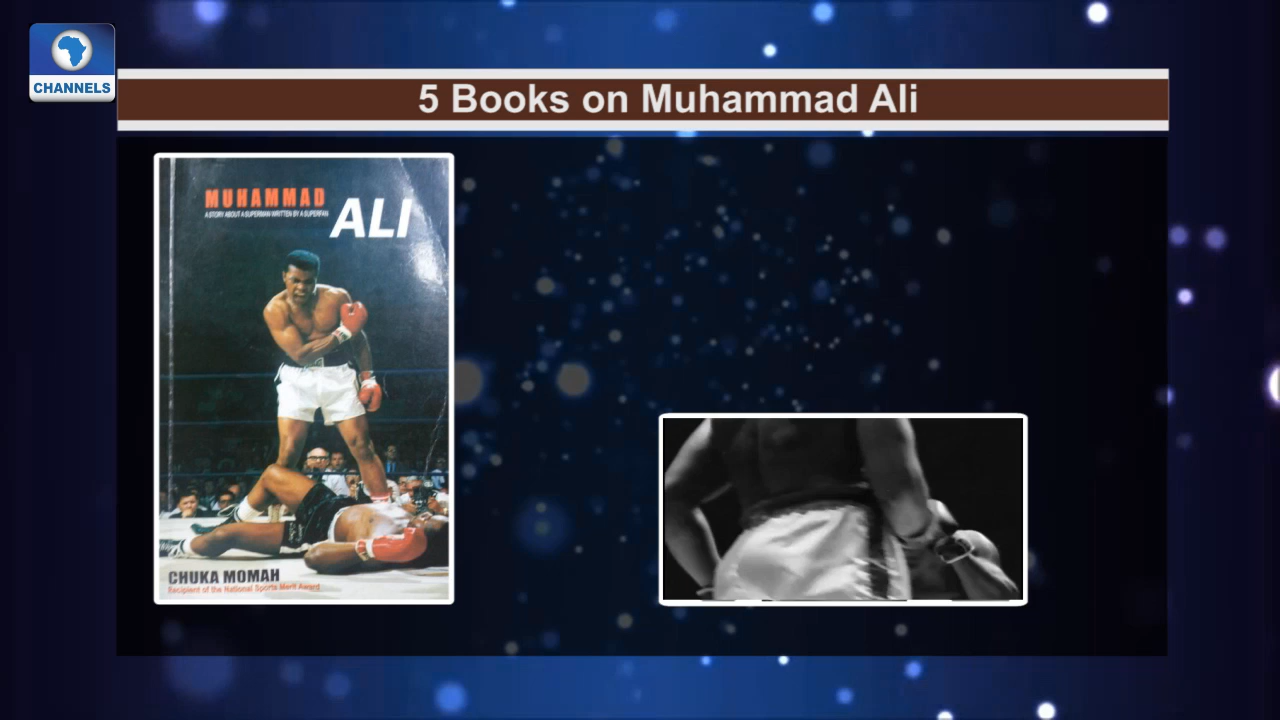 CHANNELS
5 Books on Muhammad Ali
MUHAMMAD
A STORY ABOUT A SUPERMAN WRITTEN BY A SUPERFAN
ALI
CHUKA MOMAH
Recipient of the National Sports Merit Award